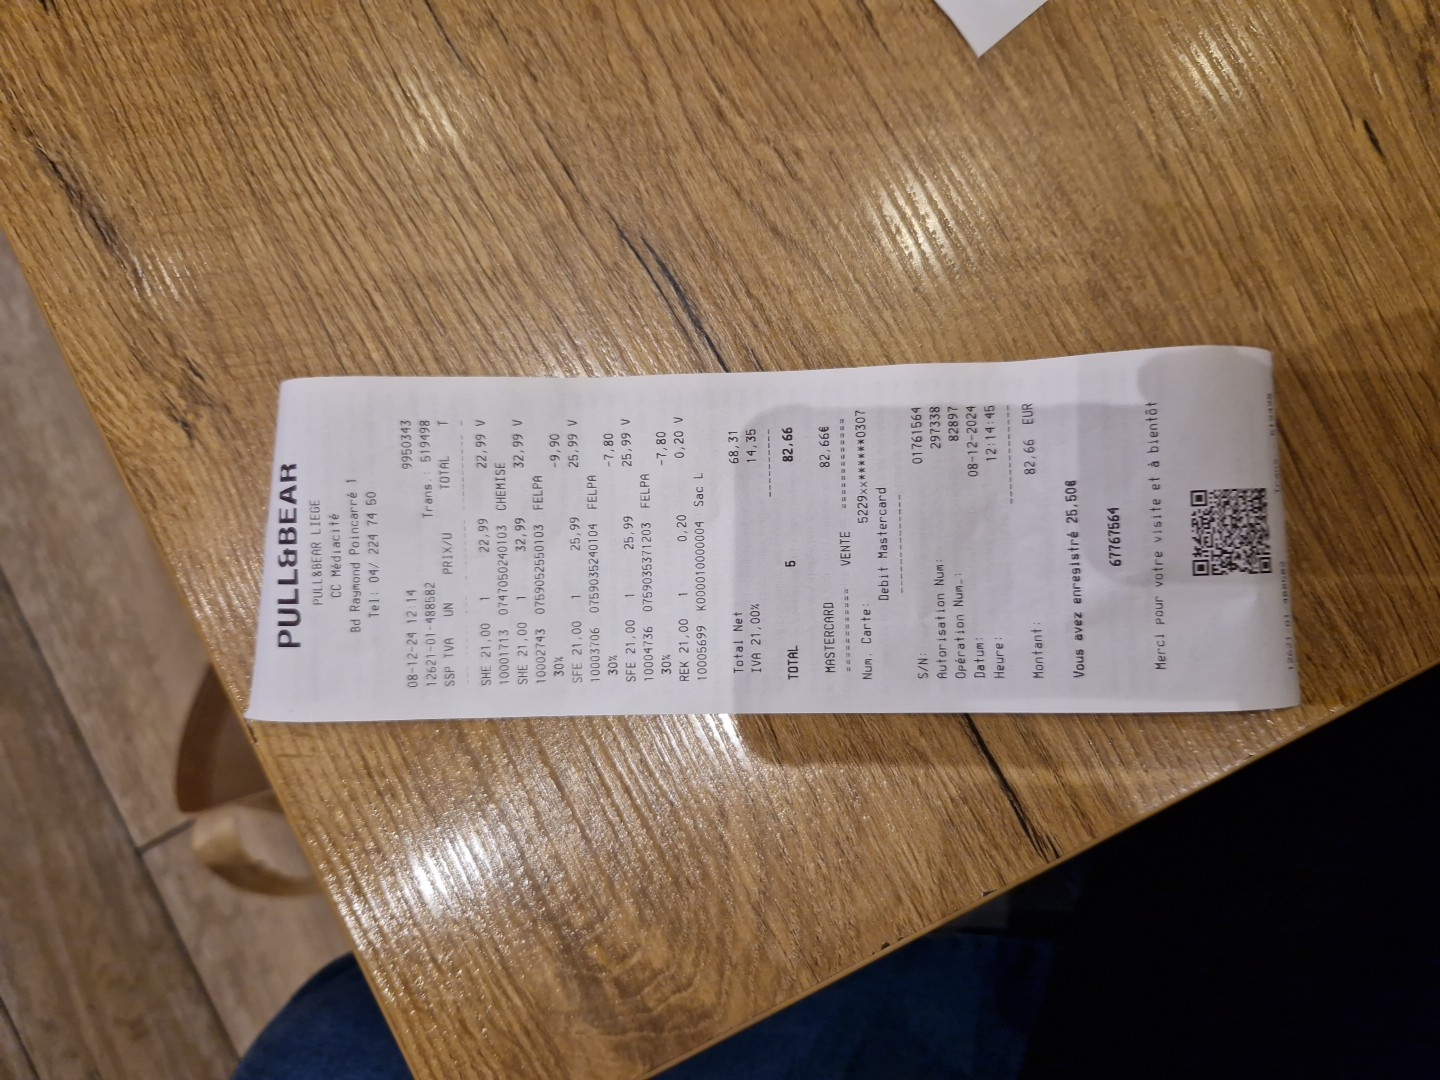 PULL&BEAR
PULL&BEAR LIEGE
CC Médiacité
Bd Raymond Poincarré 1
Tel: 04/ 224 74 50
08-12-24 12:14 9950343
12621-01-488582 Trans.: 519498
SSP IVA UN PRIX/U TOTAL T
SHE 21,00 1 22,99 22,99 V
10001713 0747050240103 CHEMISE
SHE 21,00 1 32,99 32,99 V
10002743 07590525550103 FELPA
30% -9,90
SFE 21,00 1 25,99 25,99 V
10003706 07590352240104 FELPA
30% -7,80
SFE 21,00 1 25,99 25,99 V
10004736 07590353371203 FELPA
30% -7,80
REK 21,00 1 0,20 0,20 V
10005699 K000010000004 Sac L
Total Net 68,31
IVA 21,00% 14,35
----------
TOTAL 5 82,66
MASTERCARD 82,66€
=========== VENTE ===========
Num. Carte: 5229xx*******0307
Debit Mastercard
S/N: 01761564
Autorisation Num: 297338
Opération Num.: 82897
Datum: 08-12-2024
Heure: 12:14:45
Montant: 82,66 EUR
Vous avez enregistré 25,50€
67767564
Merci pour votre visite et à bientôt
12621-01-488582